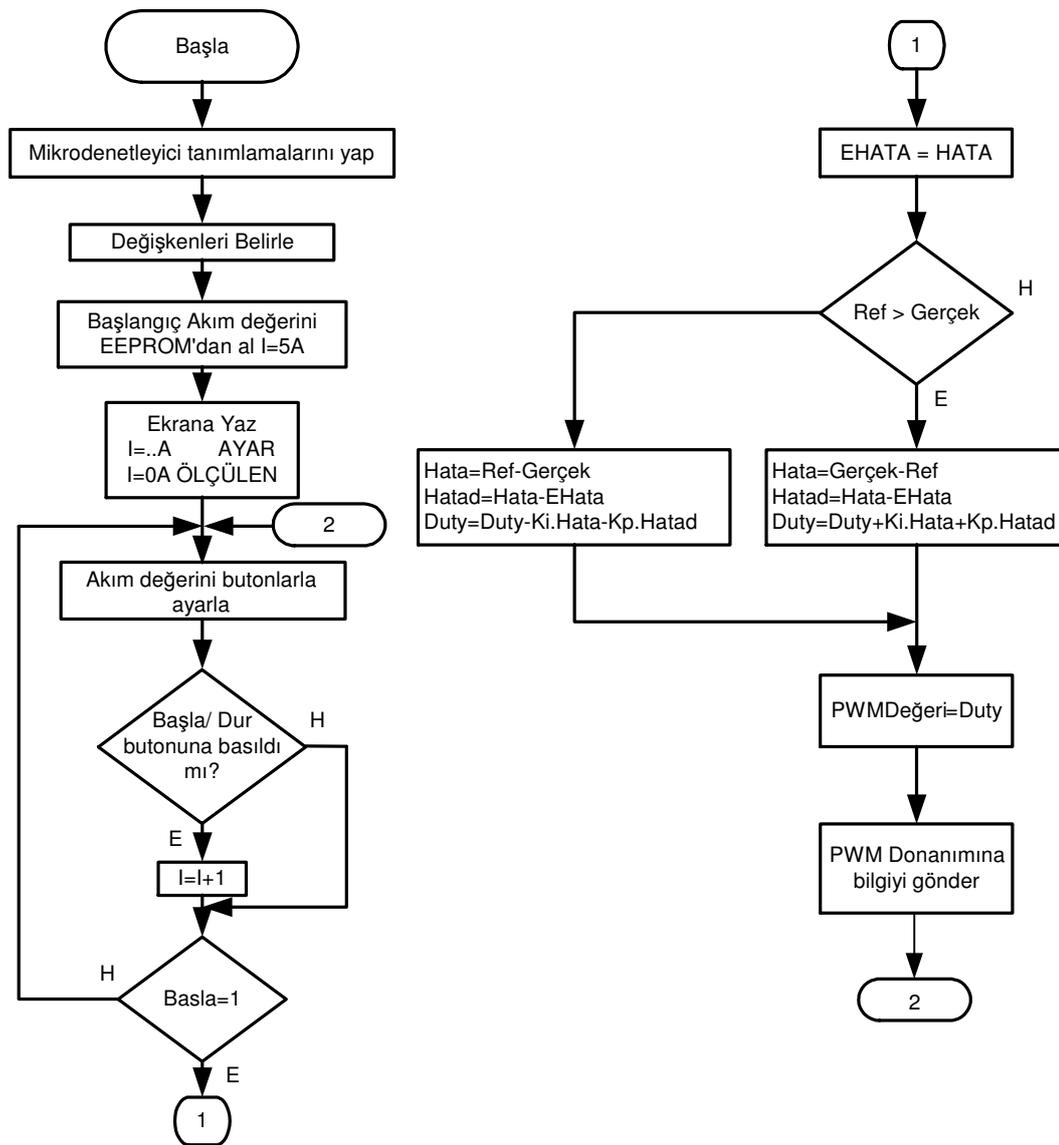 Başla
Mikrodenetleyici tanımlamalarını yap
Değişkenleri Belirle
Başlangıç Akım değerini
EEPROM'dan al I=5A
Ekrana Yaz
I=..A AYAR
I=0A ÖLÇÜLEN
2
Akım değerini butonlarla
ayarla
Başla/ Dur
butonuna basıldı
mı?
H
E
I=I+1
H
Basla=1
E
1
1
EHATA = HATA
Ref > Gerçek
H
E
Hata=Ref-Gerçek
Hatad=Hata-EHata
Duty=Duty-Ki.Hata-Kp.Hatad
Hata=Gerçek-Ref
Hatad=Hata-EHata
Duty=Duty+Ki.Hata+Kp.Hatad
PWMDeğeri=Duty
PWM Donanımına
bilgiyi gönder
2